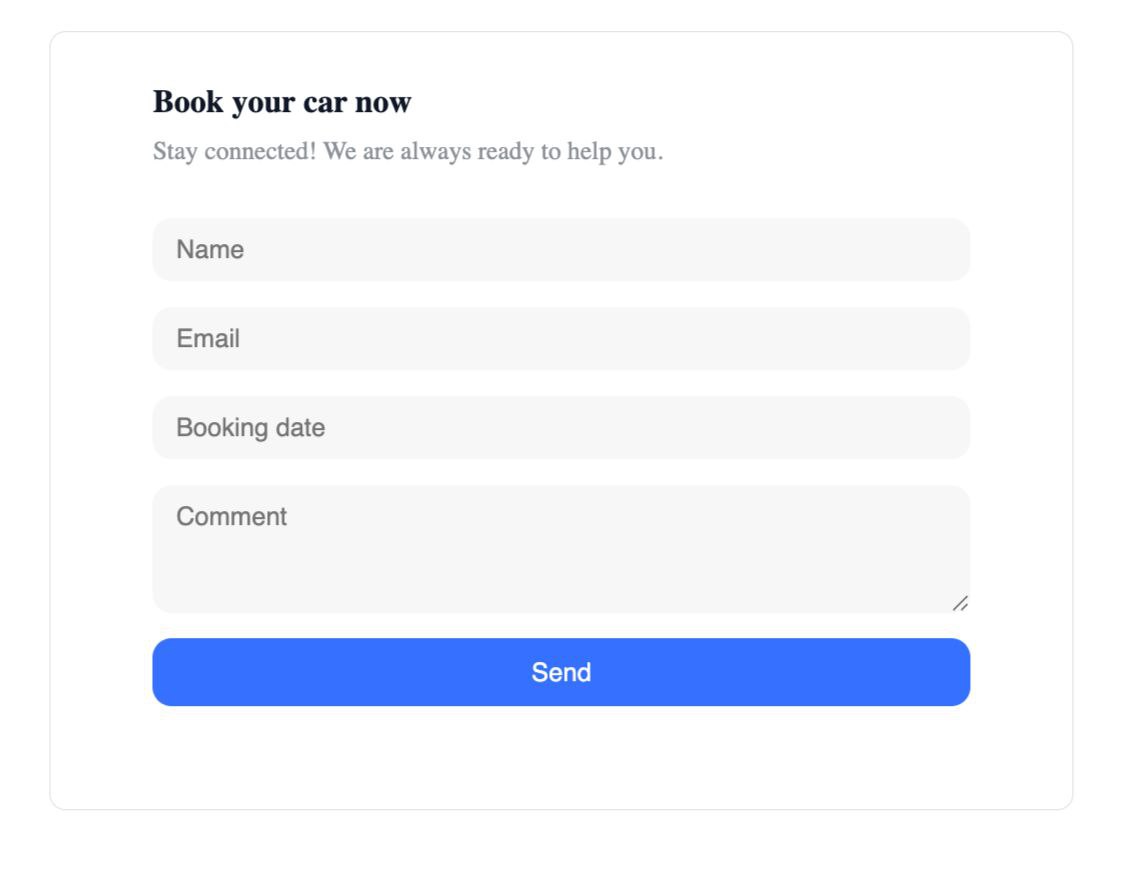 Book your car now
Stay connected! We are always ready to help you.
Name
Email
Booking date
Comment
Send